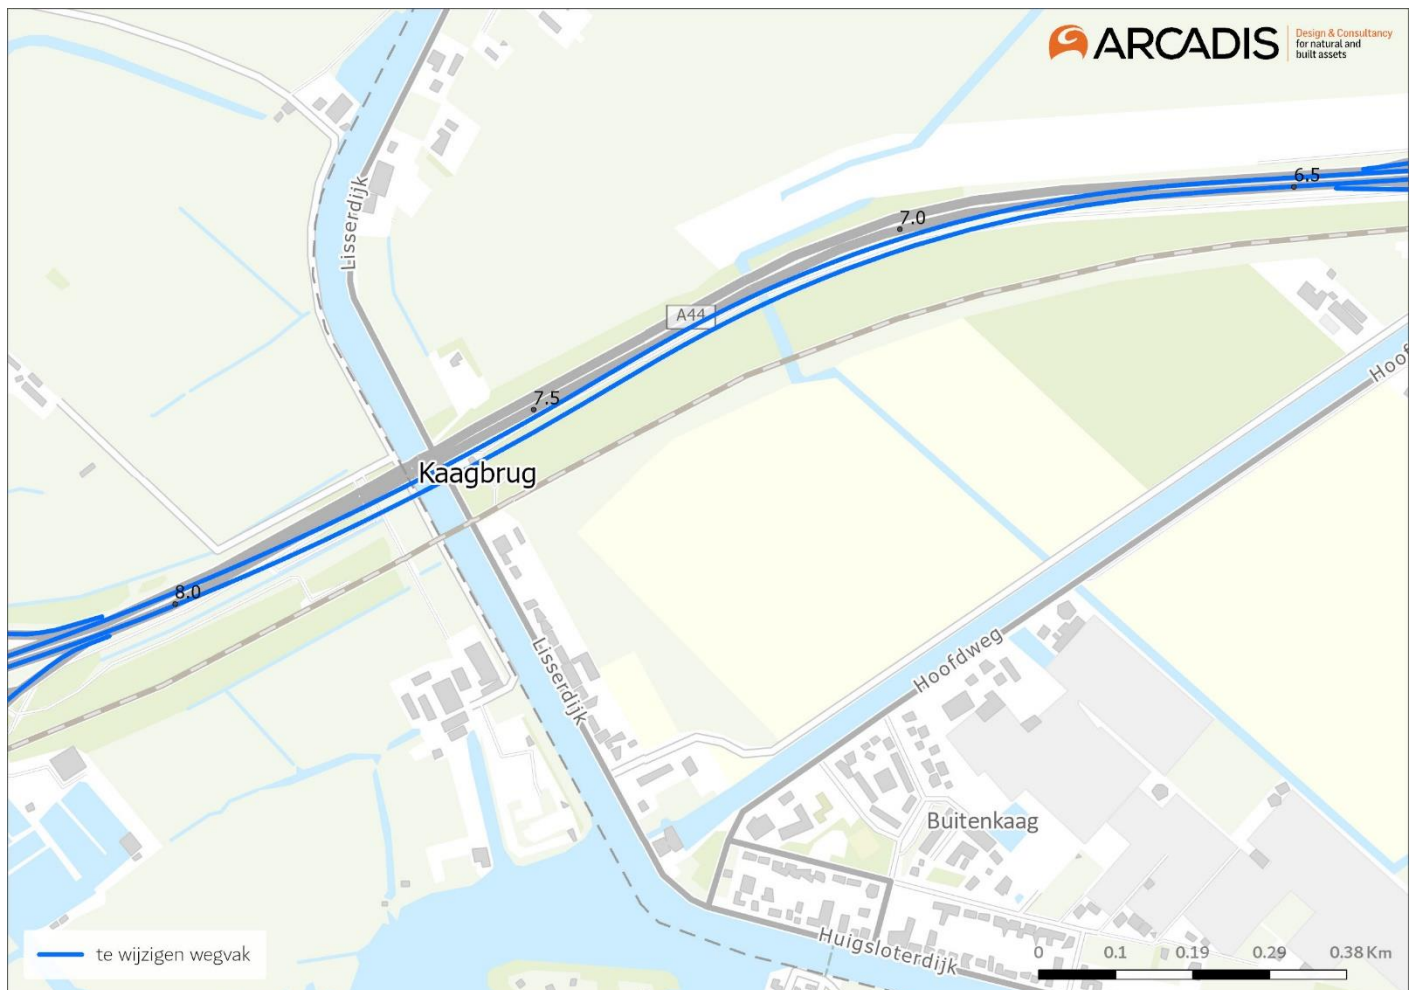 ARCADIS
Design & Consultancy
for natural and
built assets
6.5
Lisserdijk
7.0
A44
Hoof
7.5
Kaagbrug
8.0
Hoofdweg
Lisserdijk
Buitenkaag
Huigsloterdijk
te wijzigen wegvak
0 0.1 0.19 0.29 0.38 Km